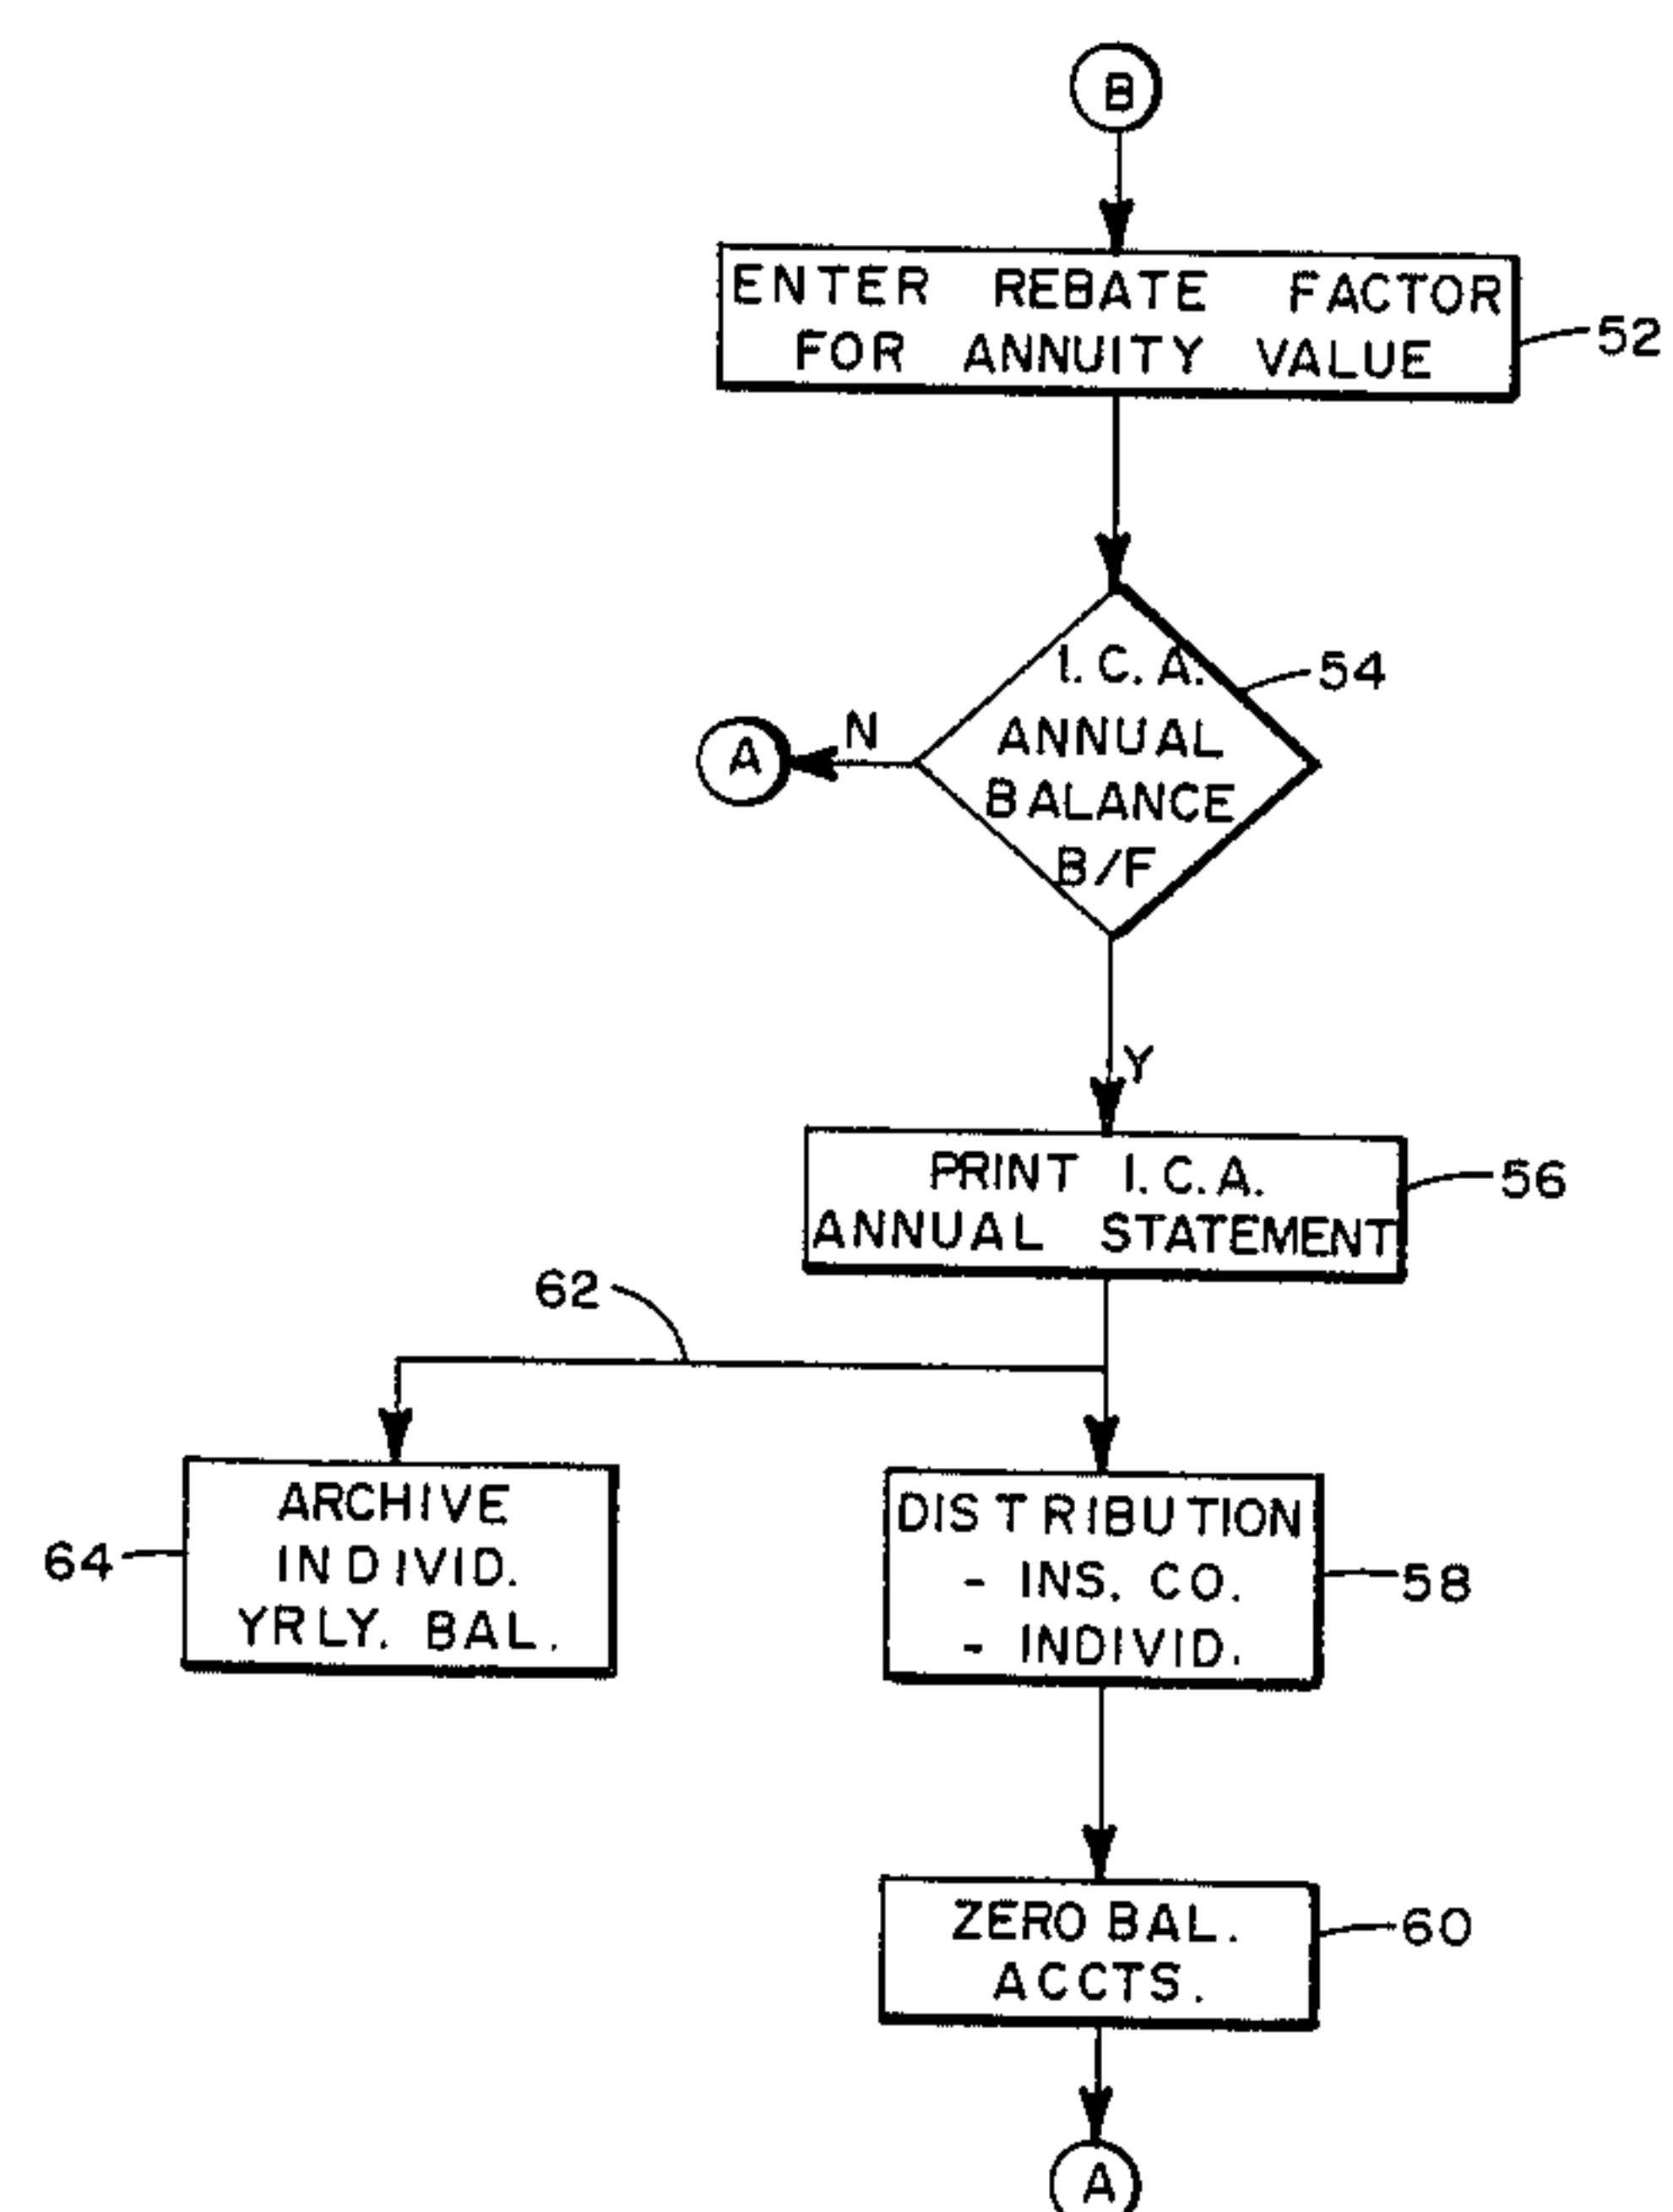 B
ENTER REBATE FACTOR
FOR ANNUITY VALUE
52
I.C.A.
ANNUAL
BALANCE
B/F
54
N
A
Y
PRINT I.C.A.
ANNUAL STATEMENT
56
62
ARCHIVE
INDIVID.
YRLY. BAL.
64
DISTRIBUTION
- INS. CO.
- INDIVID.
58
ZERO BAL.
ACCTS.
60
A